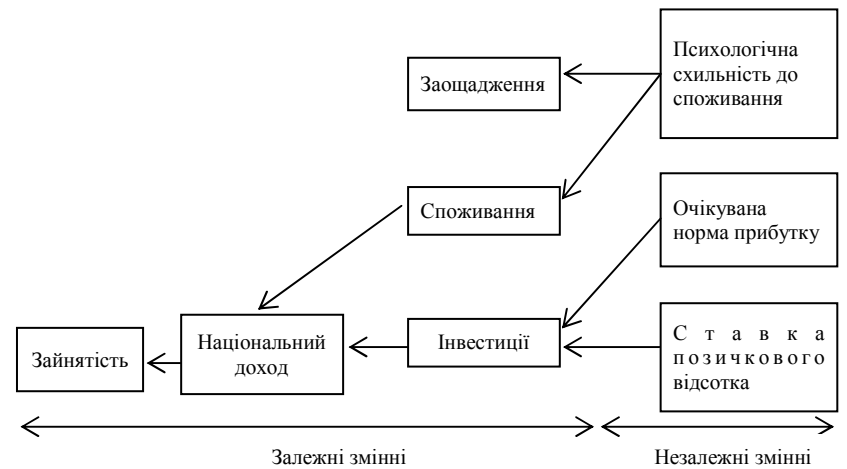 Психологічна
схильність до
споживання
Заощадження
Споживання
Очікувана
норма прибутку
Зайнятість
Національний
доход
Інвестиції
Ставка
позичкового
відсотка
Залежні змінні
Незалежні змінні